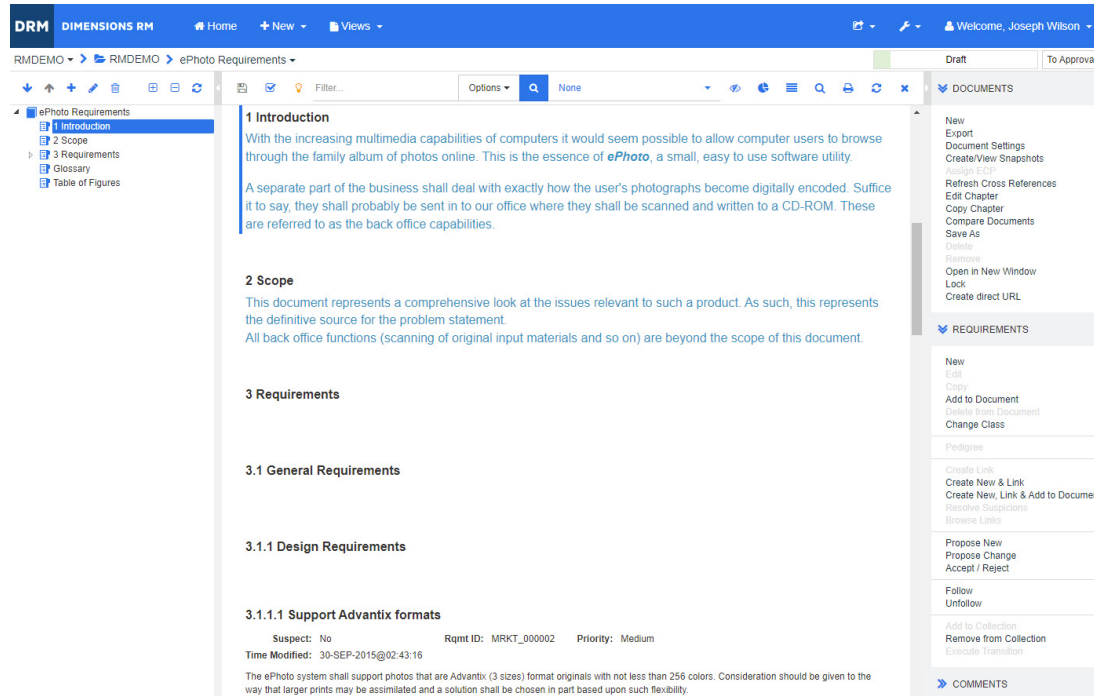 DRM DIMENSIONS RM Home New Views Welcome, Joseph Wilson
RMDEMO RMDEMO ePhoto Requirements Draft To Approva
Filter... Options None
ePhoto Requirements
1 Introduction
2 Scope
3 Requirements
Glossary
Table of Figures
1 Introduction
With the increasing multimedia capabilities of computers it would seem possible to allow computer users to browse
through the family album of photos online. This is the essence of ePhoto, a small, easy to use software utility.
A separate part of the business shall deal with exactly how the user's photographs become digitally encoded. Suffice
it to say, they shall probably be sent in to our office where they shall be scanned and written to a CD-ROM. These
are referred to as the back office capabilities.
2 Scope
This document represents a comprehensive look at the issues relevant to such a product. As such, this represents
the definitive source for the problem statement.
All back office functions (scanning of original input materials and so on) are beyond the scope of this document.
3 Requirements
3.1 General Requirements
3.1.1 Design Requirements
3.1.1.1 Support Advantix formats
Suspect: No Rqmt ID: MRKT_000002 Priority: Medium
Time Modified: 30-SEP-2015@02:43:16
The ePhoto system shall support photos that are Advantix (3 sizes) format originals with not less than 256 colors. Consideration should be given to the
way that larger prints may be assimilated and a solution shall be chosen in part based upon such flexibility.
DOCUMENTS
New
Export
Document Settings
Create/View Snapshots
Assign ECP
Refresh Cross References
Edit Chapter
Copy Chapter
Compare Documents
Save As
Delete
Remove
Open in New Window
Lock
Create direct URL
REQUIREMENTS
New
Edit
Copy
Add to Document
Delete from Document
Change Class
Pedigree
Create Link
Create New & Link
Create New, Link & Add to Docume
Resolve Suspicions
Browse Links
Propose New
Propose Change
Accept / Reject
Follow
Unfollow
Add to Collection
Remove from Collection
Execute Transition
COMMENTS